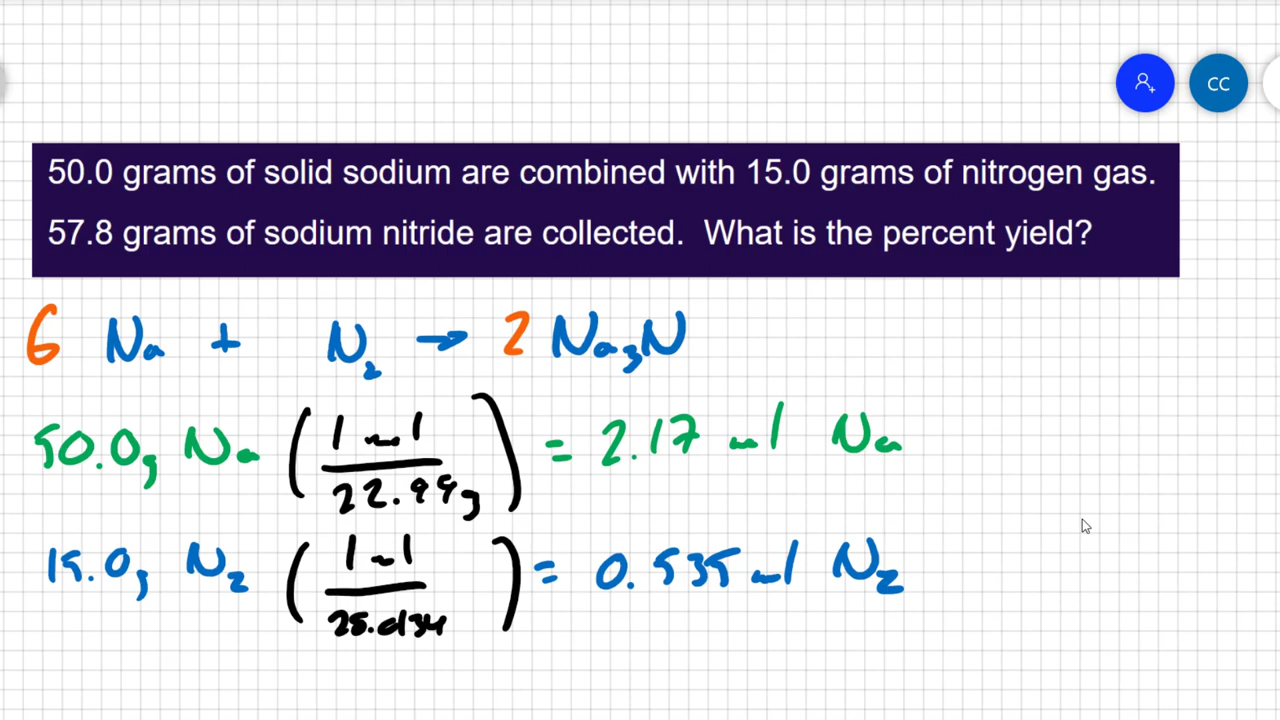 CC
50.0 grams of solid sodium are combined with 15.0 grams of nitrogen gas.
57.8 grams of sodium nitride are collected. What is the percent yield?
6 Na + N₂ → 2 Na₃N
50.0g Na (1 mol / 22.99g) = 2.17 mol Na
15.0g N₂ (1 mol / 28.0134) = 0.535 mol N₂